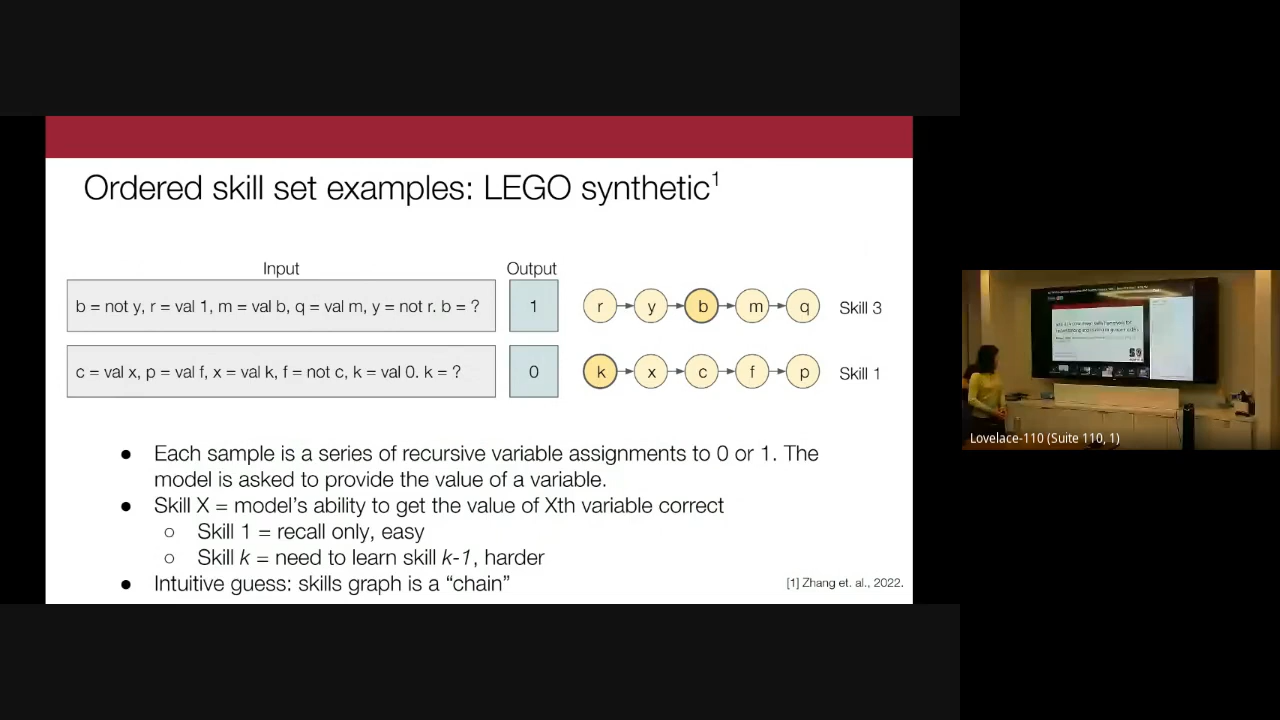 Ordered skill set examples: LEGO synthetic1
Input
Output
b = not y, r = val 1, m = val b, q = val m, y = not r. b = ?
1
r y b m q
Skill 3
c = val x, p = val f, x = val k, f = not c, k = val 0. k = ?
0
k x c f p
Skill 1
● Each sample is a series of recursive variable assignments to 0 or 1. The
model is asked to provide the value of a variable.
● Skill X = model's ability to get the value of Xth variable correct
○ Skill 1 = recall only, easy
○ Skill k = need to learn skill k-1, harder
● Intuitive guess: skills graph is a “chain”
[1] Zhang et. al., 2022.
Lovelace-110 (Suite 110, 1)